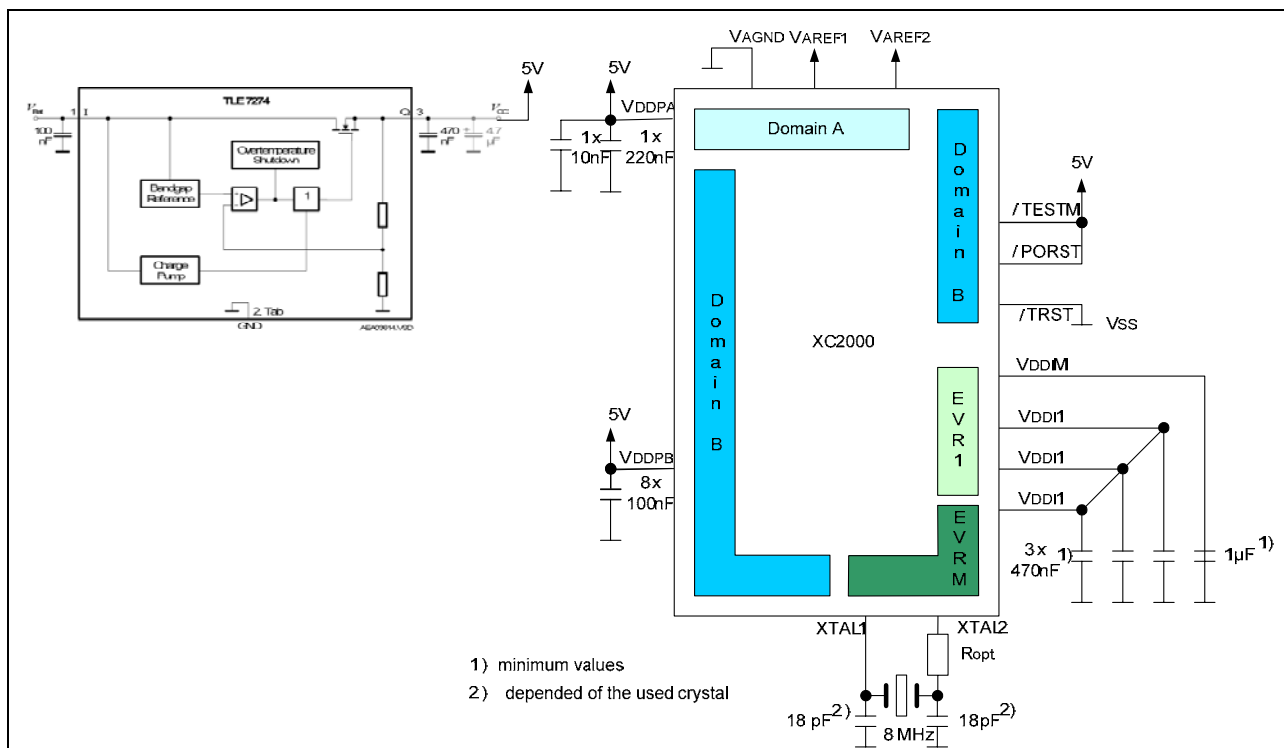 VAGND VAREF1 VAREF2
5V
5V
TLE 7274
1 I
Q 3
VDDPA
100 nF
470 nF
4.7 µF
1x 10nF
1x 220nF
Domain A
Overtemperature Shutdown
Bandgap Reference
1
Charge Pump
2, Tab
GND
Domain B
Domain B
5V
/TESTM
/PORST
/TRST
VSS
XC2000
VDDIM
EVR1
VDDI1
VDDI1
VDDI1
5V
VDDPB
8x 100nF
EVRM
3x 470nF 1)
1µF 1)
XTAL1
XTAL2
Ropt
1) minimum values
2) depended of the used crystal
18 pF 2)
8 MHz
18pF 2)